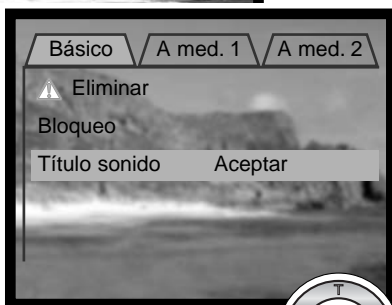 Básico A med. 1 A med. 2
Eliminar
Bloqueo
Título sonido Aceptar
T